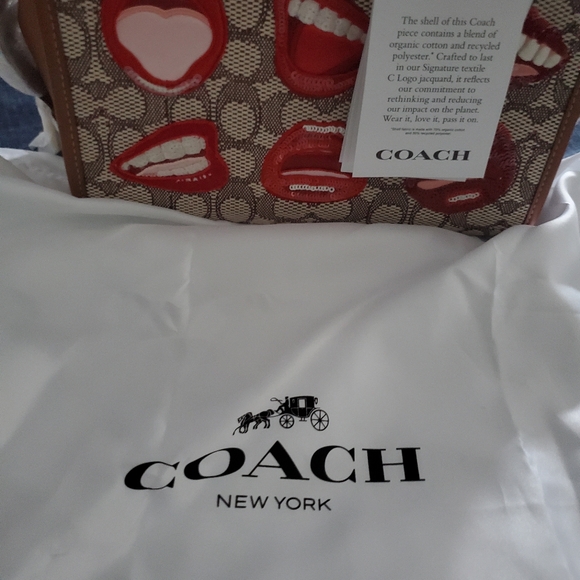 The shell of this Coach
piece contains a blend of
organic cotton and recycled
polyester.* Crafted to last
in our Signature textile
C Logo jacquard, it reflects
our commitment to
rethinking and reducing
our impact on the planet.
Wear it, love it, pass it on.
COACH
COACH
NEW YORK